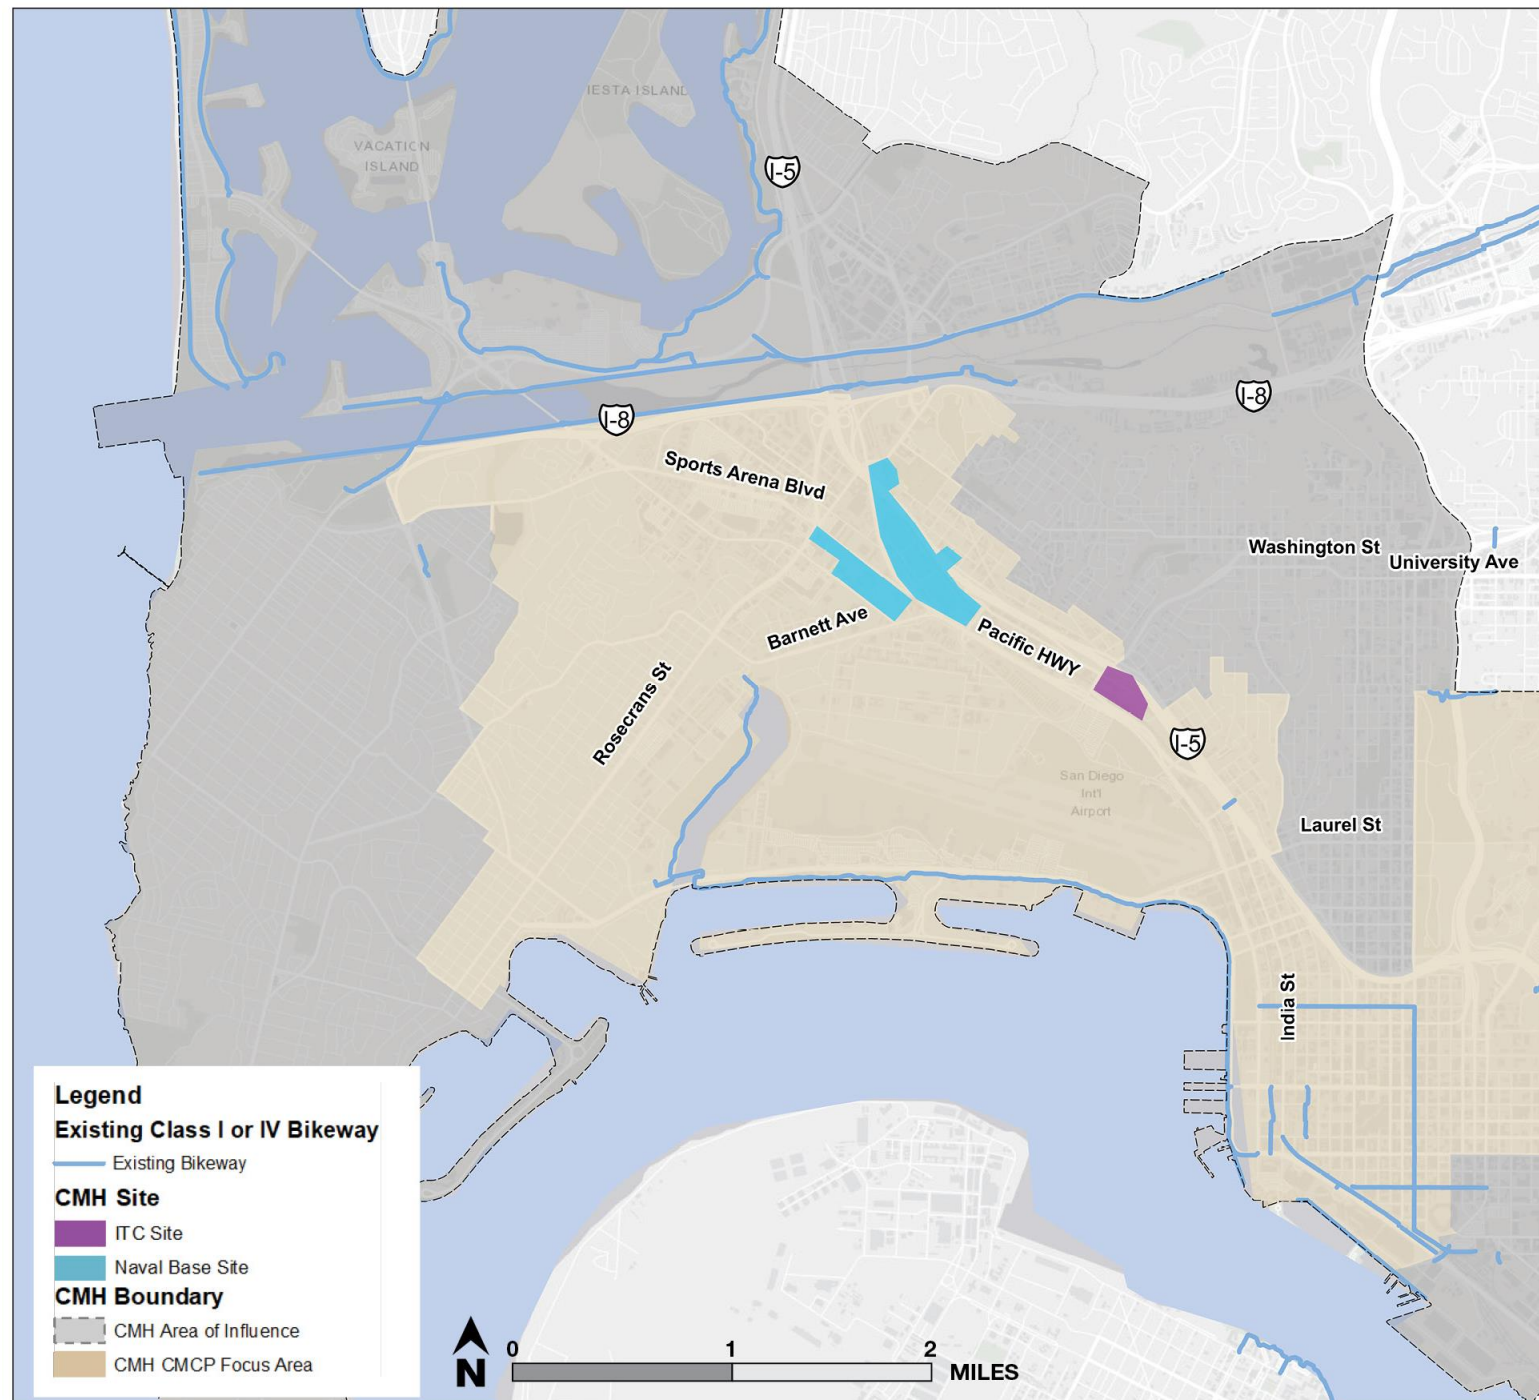 IESTA ISLAND
VACATION
ISLAND
I-5
I-8
I-8
Sports Arena Blvd
Washington St
University Ave
Barnett Ave
Pacific HWY
Rosecrans St
I-5
San Diego
Int'l
Airport
Laurel St
India St
Legend
Existing Class I or IV Bikeway
Existing Bikeway
CMH Site
ITC Site
Naval Base Site
CMH Boundary
CMH Area of Influence
CMH CMCP Focus Area
N
0 1 2
MILES